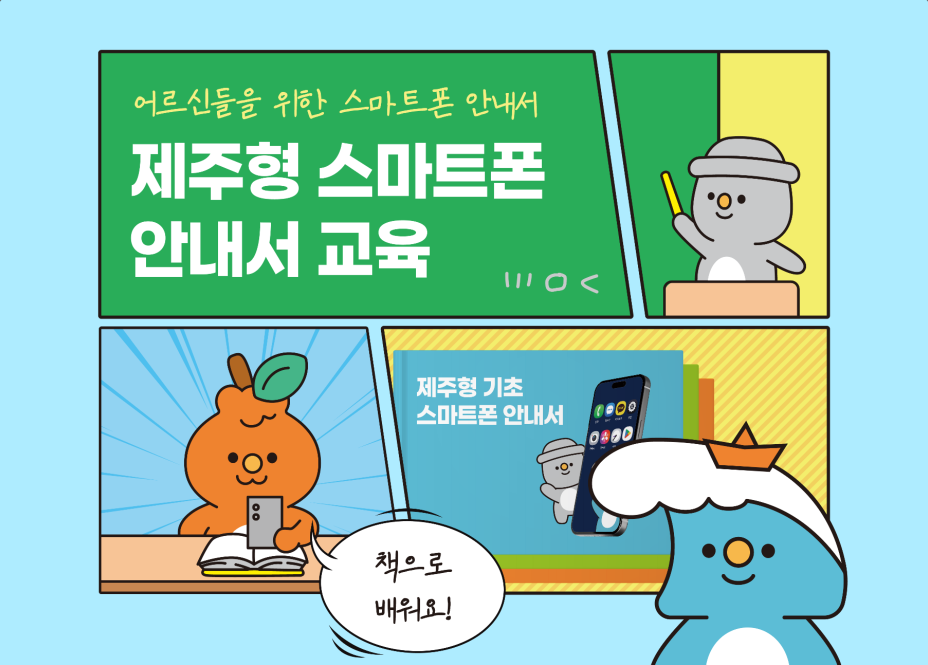 어르신들을 위한 스마트폰 안내서
제주형 스마트폰
안내서 교육
제주형 기초
스마트폰 안내서
책으로
배워요!